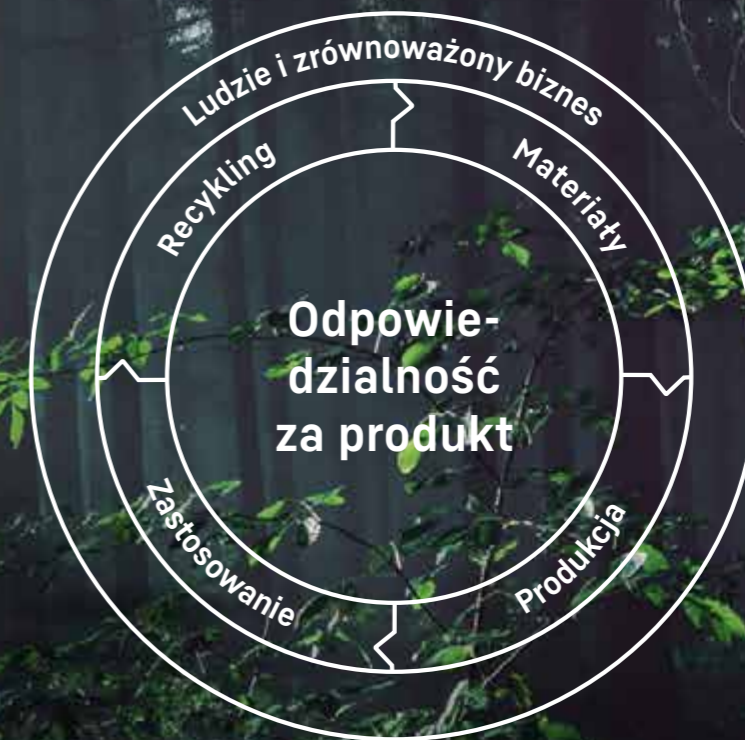 Ludzie i zrównoważony biznes
Recykling
Materiały
Odpowie-
dzialność
za produkt
Zastosowanie
Produkcja